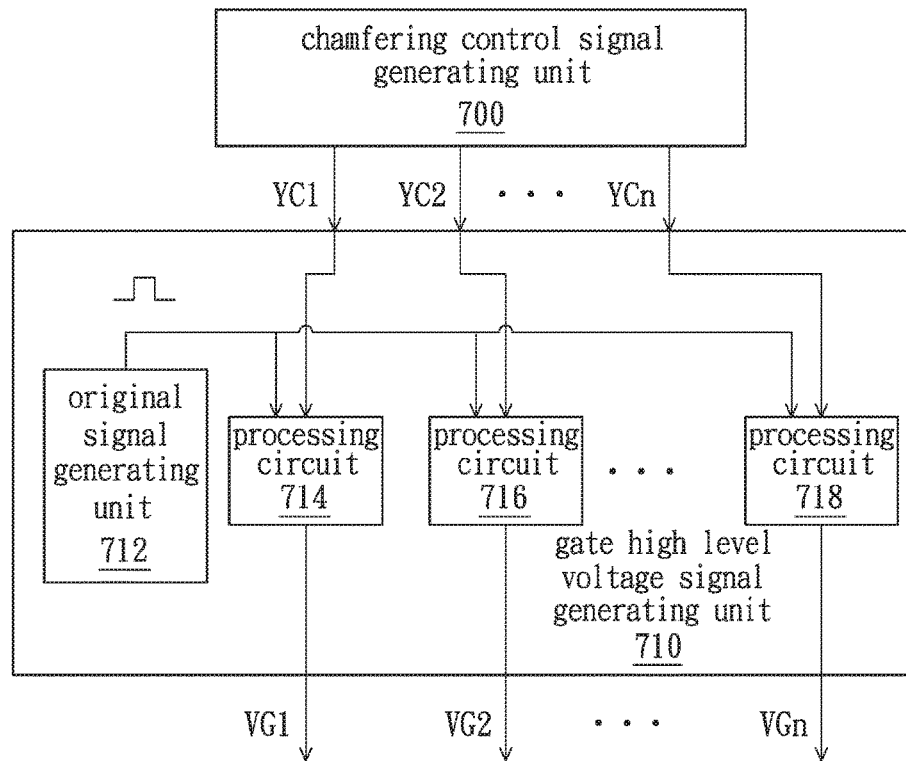 chamfering control signal
generating unit
700
YC1 YC2 ... YCn
original
signal
generating
unit
712
processing
circuit
714
processing
circuit
716
...
processing
circuit
718
gate high level
voltage signal
generating unit
710
VG1 VG2 ... VGn